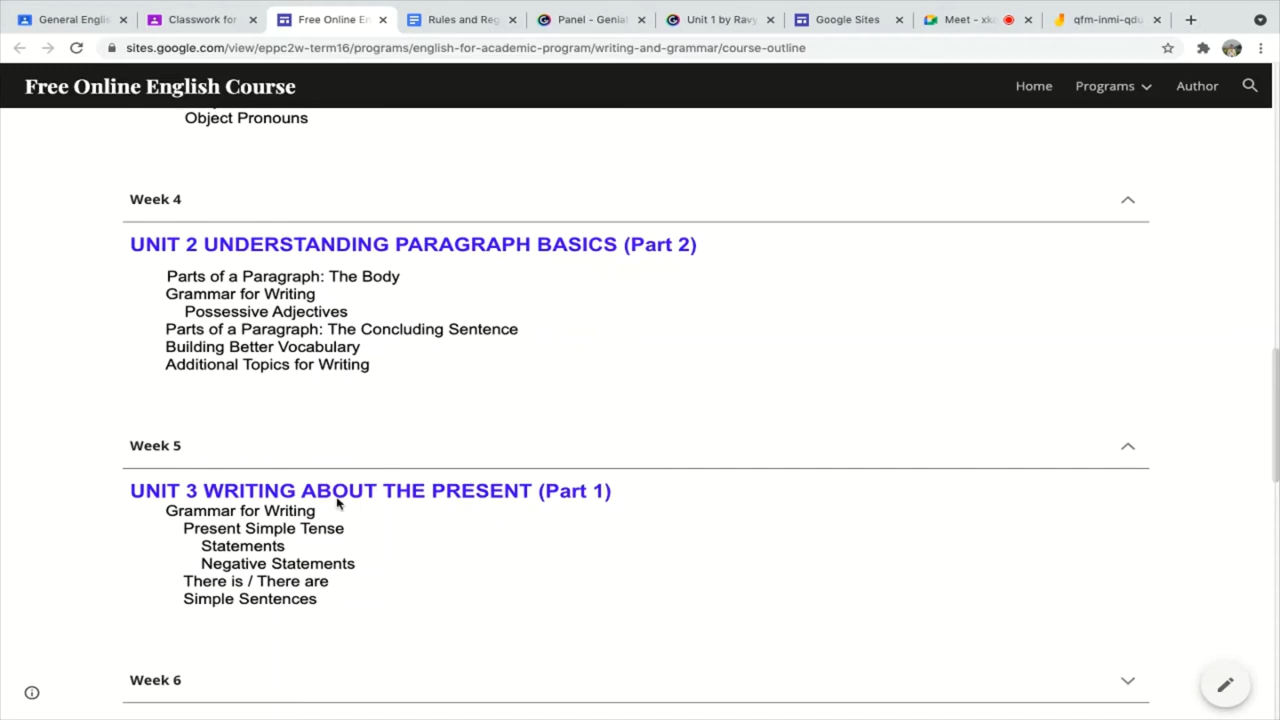 General Englis
Classwork for
Free Online En
Rules and Reg
Panel - Genial
Unit 1 by Ravy
Google Sites
Meet - xk
qfm-inmi-qdu
sites.google.com/view/eppc2w-term16/programs/english-for-academic-program/writing-and-grammar/course-outline
Free Online English Course
Home
Programs
Author
Object Pronouns
Week 4
UNIT 2 UNDERSTANDING PARAGRAPH BASICS (Part 2)
Parts of a Paragraph: The Body
Grammar for Writing
Possessive Adjectives
Parts of a Paragraph: The Concluding Sentence
Building Better Vocabulary
Additional Topics for Writing
Week 5
UNIT 3 WRITING ABOUT THE PRESENT (Part 1)
Grammar for Writing
Present Simple Tense
Statements
Negative Statements
There is / There are
Simple Sentences
Week 6